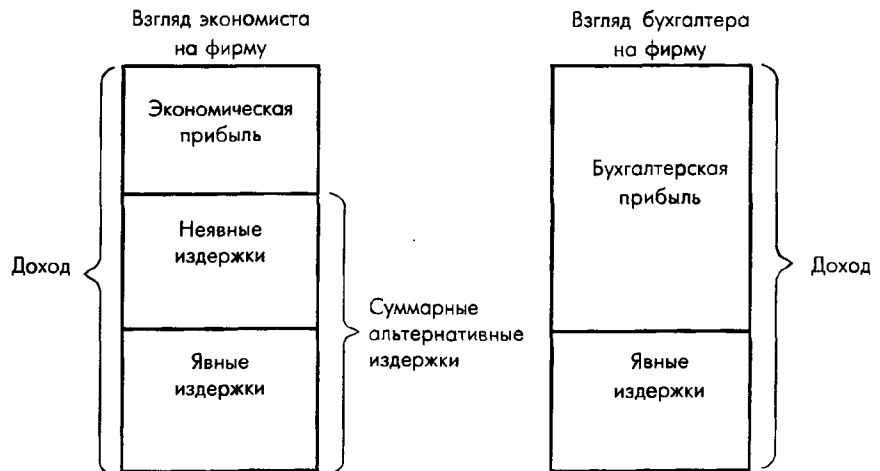 Взгляд экономиста
на фирму
Экономическая
прибыль
Неявные
издержки
Явные
издержки
Доход
Суммарные
альтернативные
издержки
Взгляд бухгалтера
на фирму
Бухгалтерская
прибыль
Явные
издержки
Доход